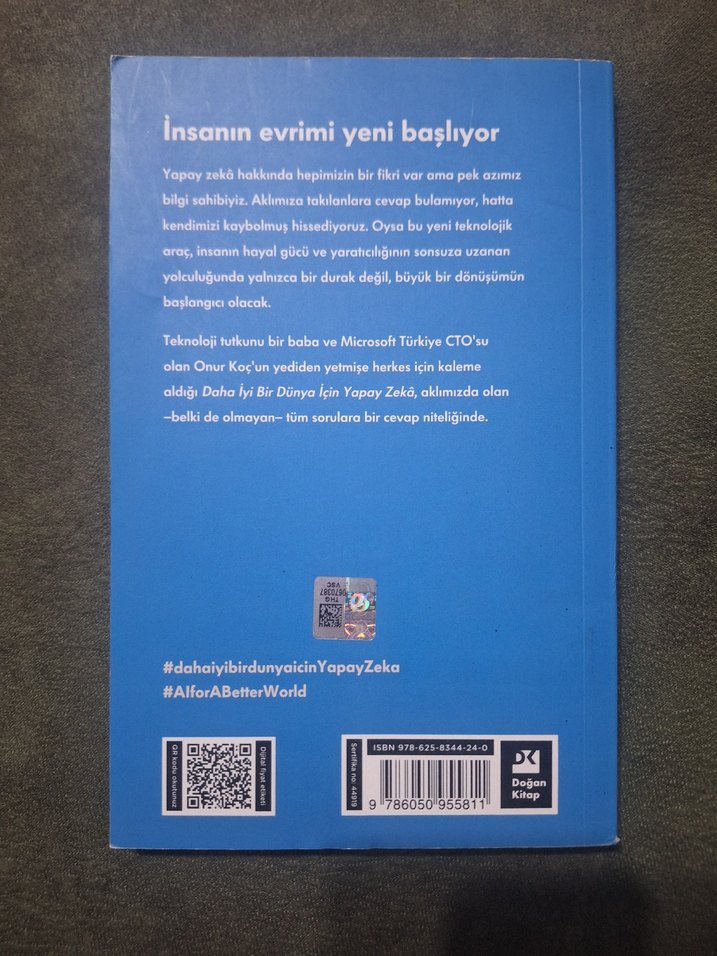 İnsanın evrimi yeni başlıyor
Yapay zekâ hakkında hepimizin bir fikri var ama pek azımız
bilgi sahibiyiz. Aklımıza takılanlara cevap bulamıyor, hatta
kendimizi kaybolmuş hissediyoruz. Oysa bu yeni teknolojik
araç, insanın hayal gücü ve yaratıcılığının sonsuza uzanan
yolculuğunda yalnızca bir durak değil, büyük bir dönüşümün
başlangıcı olacak.
Teknoloji tutkunu bir baba ve Microsoft Türkiye CTO'su
olan Onur Koç'un yediden yetmişe herkes için kaleme
aldığı Daha İyi Bir Dünya İçin Yapay Zekâ, aklımızda olan
–belki de olmayan– tüm sorulara bir cevap niteliğinde.
THG
0670387
VSC
#dahaiyibirdunyaicinYapayZeka
#AIforABetterWorld
QR kodu okutunuz
Dijital fiyat etiketi
Sertifika no: 44919
ISBN 978-625-8344-24-0
9 786050 955811
DK
Doğan
Kitap